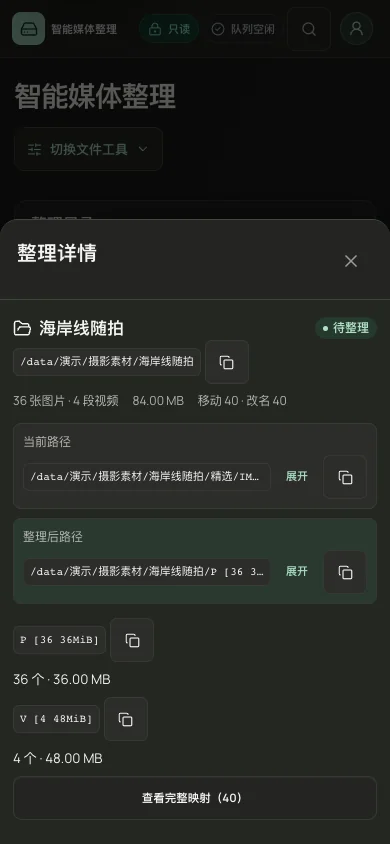 智能媒体整理
只读
队列空闲
智能媒体整理
切换文件工具
整理详情
海岸线随拍
待整理
/data/演示/摄影素材/海岸线随拍
36 张图片 · 4 段视频 84.00 MB 移动 40 · 改名 40
当前路径
/data/演示/摄影素材/海岸线随拍/精选/IM…
展开
整理后路径
/data/演示/摄影素材/海岸线随拍/P [36 3…
展开
P [36 36MiB]
36 个 · 36.00 MB
V [4 48MiB]
4 个 · 48.00 MB
查看完整映射（40）